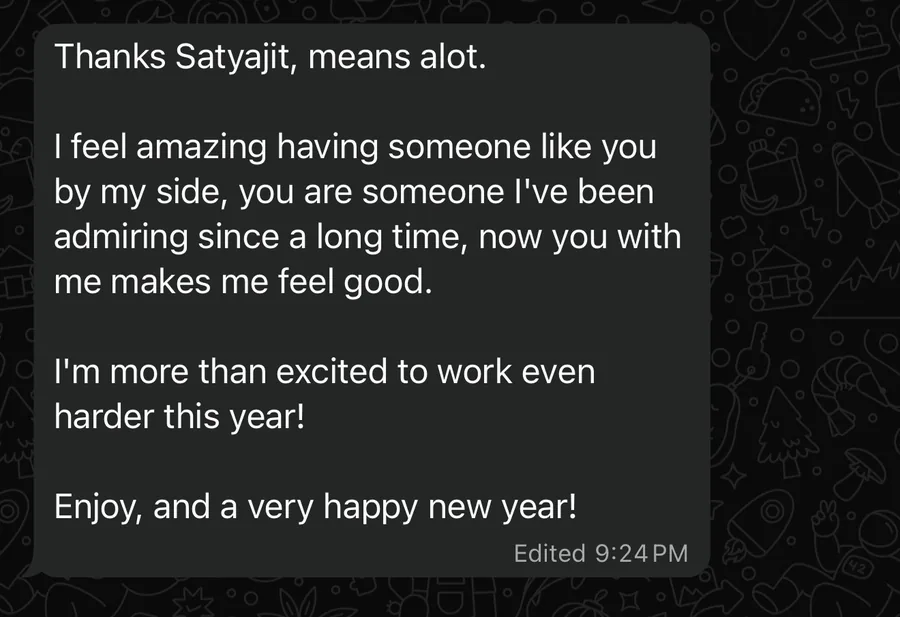 Thanks Satyajit, means alot.
I feel amazing having someone like you
by my side, you are someone I've been
admiring since a long time, now you with
me makes me feel good.
I'm more than excited to work even
harder this year!
Enjoy, and a very happy new year!
Edited 9:24 PM
42